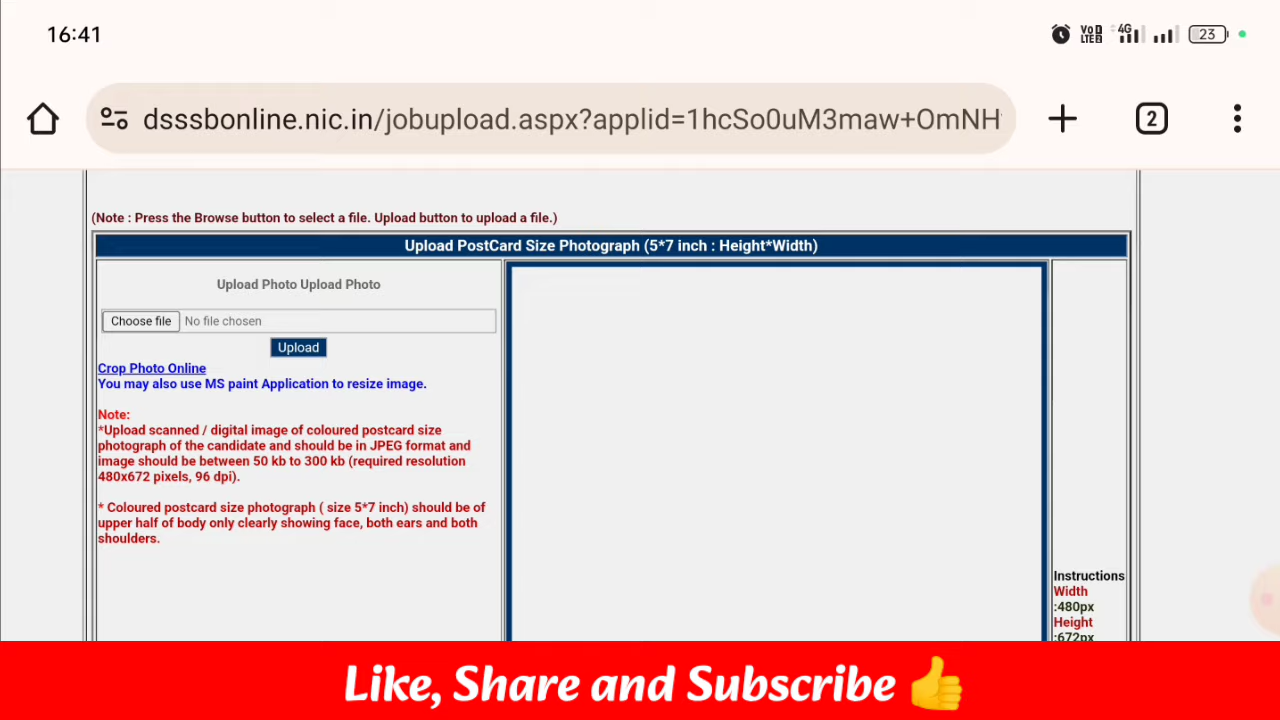 16:41
Vo LTE 2 4G 23
dsssbonline.nic.in/jobupload.aspx?applid=1hcSo0uM3maw+OmNH
2
(Note : Press the Browse button to select a file. Upload button to upload a file.)
Upload PostCard Size Photograph (5*7 inch : Height*Width)
Upload Photo Upload Photo
Choose file No file chosen
Upload
Crop Photo Online
You may also use MS paint Application to resize image.
Note:
*Upload scanned / digital image of coloured postcard size
photograph of the candidate and should be in JPEG format and
image should be between 50 kb to 300 kb (required resolution
480x672 pixels, 96 dpi).
* Coloured postcard size photograph ( size 5*7 inch) should be of
upper half of body only clearly showing face, both ears and both
shoulders.
Instructions
Width
:480px
Height
:672px
Like, Share and Subscribe 👍